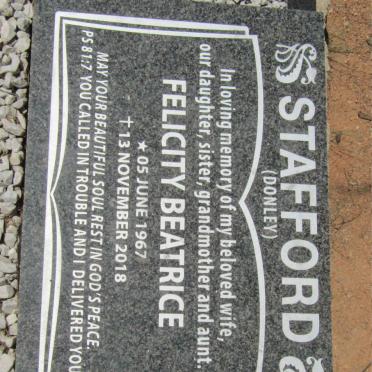 STAFFORD
(DONLEY)
In loving memory of my beloved wife,
our daughter, sister, grandmother and aunt.
FELICITY BEATRICE
★ 05 JUNE 1967
✝ 13 NOVEMBER 2018
MAY YOUR BEAUTIFUL SOUL REST IN GOD'S PEACE.
PS 81:7 YOU CALLED IN TROUBLE AND I DELIVERED YOU